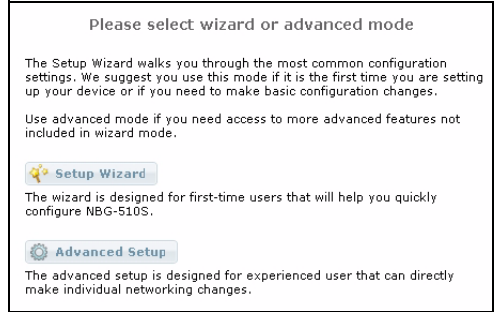 Please select wizard or advanced mode
The Setup Wizard walks you through the most common configuration
settings. We suggest you use this mode if it is the first time you are setting
up your device or if you need to make basic configuration changes.
Use advanced mode if you need access to more advanced features not
included in wizard mode.
Setup Wizard
The wizard is designed for first-time users that will help you quickly
configure NBG-510S.
Advanced Setup
The advanced setup is designed for experienced user that can directly
make individual networking changes.